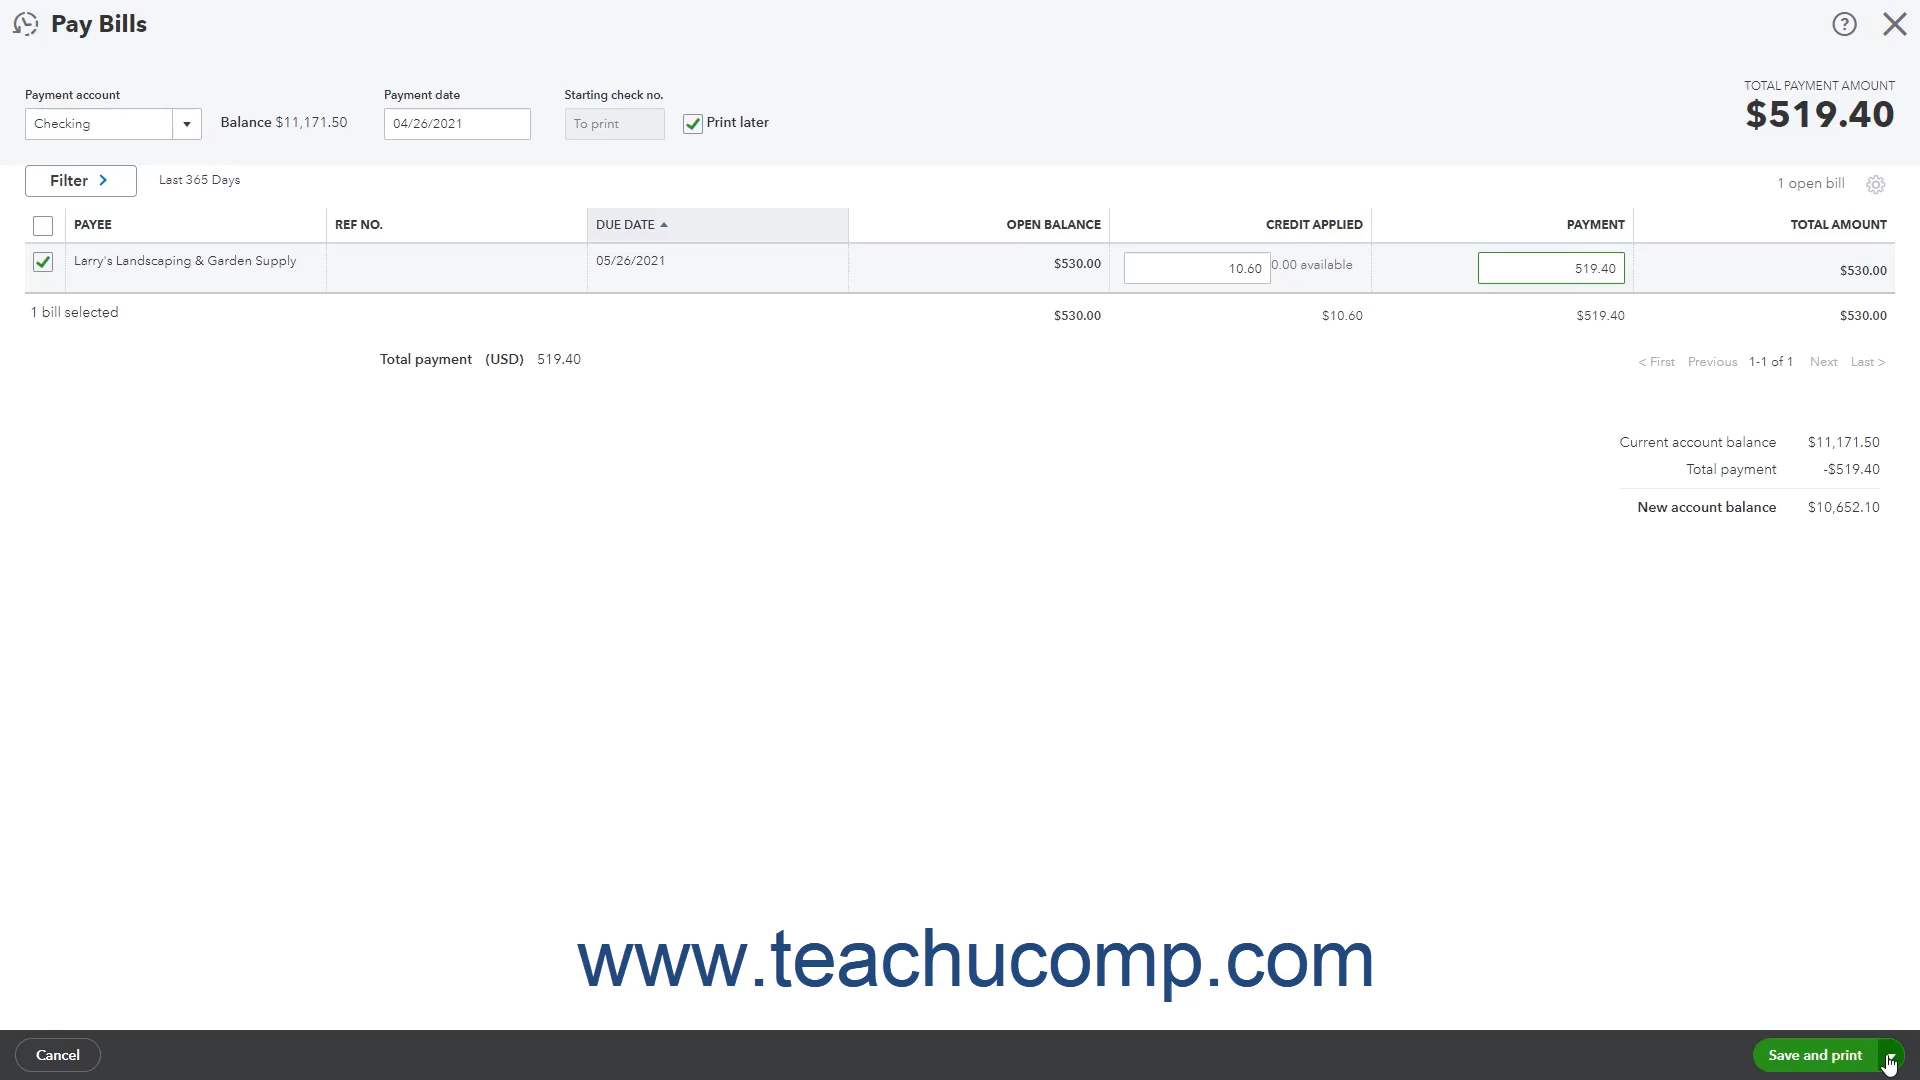 Pay Bills
Payment account
Payment date
Starting check no.
TOTAL PAYMENT AMOUNT
Checking
Balance $11,171.50
04/26/2021
To print
Print later
$519.40
Filter
Last 365 Days
1 open bill
PAYEE
REF NO.
DUE DATE
OPEN BALANCE
CREDIT APPLIED
PAYMENT
TOTAL AMOUNT
Larry's Landscaping & Garden Supply
05/26/2021
$530.00
10.60
0.00 available
519.40
$530.00
1 bill selected
$530.00
$10.60
$519.40
$530.00
Total payment (USD) 519.40
< First Previous 1-1 of 1 Next Last >
Current account balance $11,171.50
Total payment -$519.40
New account balance $10,652.10
www.teachucomp.com
Cancel
Save and print